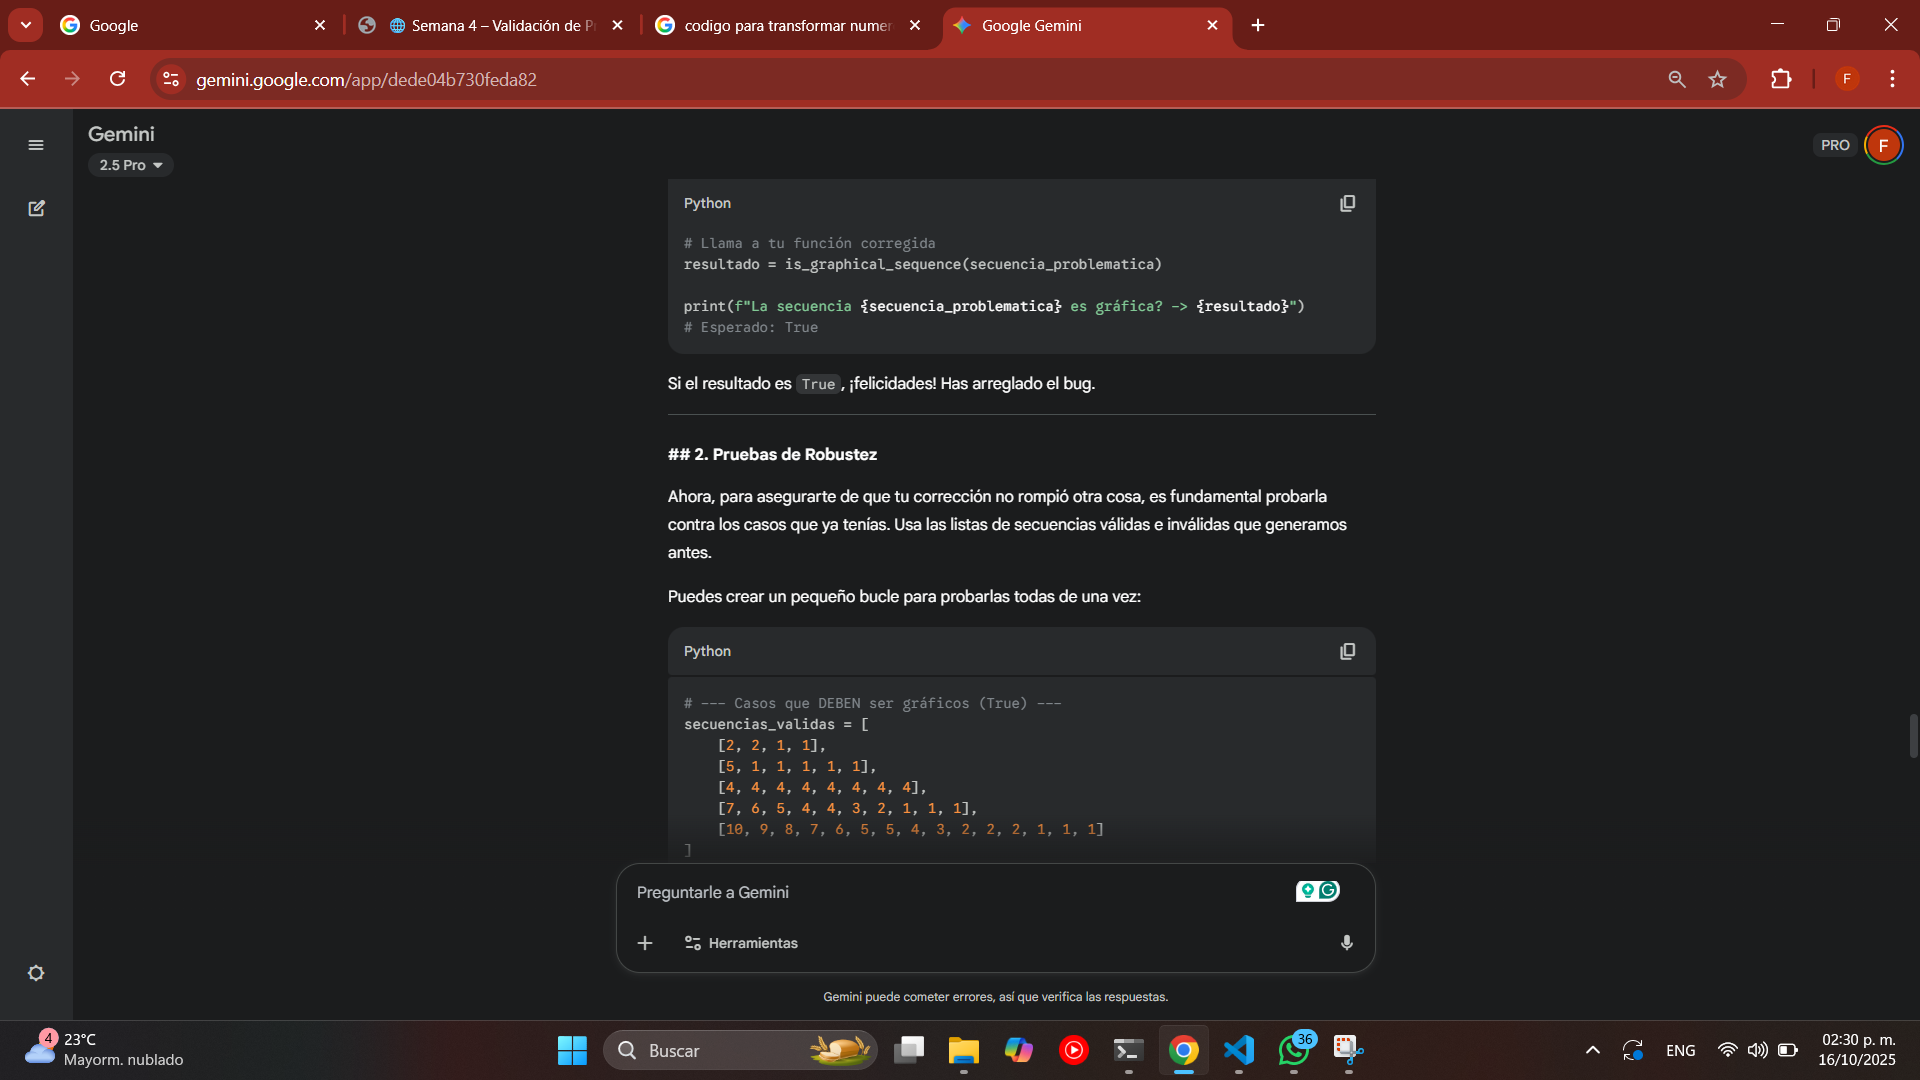 Google
Semana 4 – Validación de P
codigo para transformar numer
Google Gemini
gemini.google.com/app/dede04b730feda82
F
Gemini
2.5 Pro
PRO
F
Python
# Llama a tu función corregida
resultado = is_graphical_sequence(secuencia_problematica)
print(f"La secuencia {secuencia_problematica} es gráfica? -> {resultado}")
# Esperado: True
Si el resultado es True, ¡felicidades! Has arreglado el bug.
## 2. Pruebas de Robustez
Ahora, para asegurarte de que tu corrección no rompió otra cosa, es fundamental probarla
contra los casos que ya tenías. Usa las listas de secuencias válidas e inválidas que generamos
antes.
Puedes crear un pequeño bucle para probarlas todas de una vez:
Python
# --- Casos que DEBEN ser gráficos (True) ---
secuencias_validas = [
[2, 2, 1, 1],
[5, 1, 1, 1, 1, 1],
[4, 4, 4, 4, 4, 4, 4, 4],
[7, 6, 5, 4, 4, 3, 2, 1, 1, 1],
[10, 9, 8, 7, 6, 5, 5, 4, 3, 2, 2, 2, 1, 1, 1]
]
Preguntarle a Gemini
Herramientas
Gemini puede cometer errores, así que verifica las respuestas.
4
23°C
Mayorm. nublado
Buscar
36
ENG
02:30 p. m.
16/10/2025